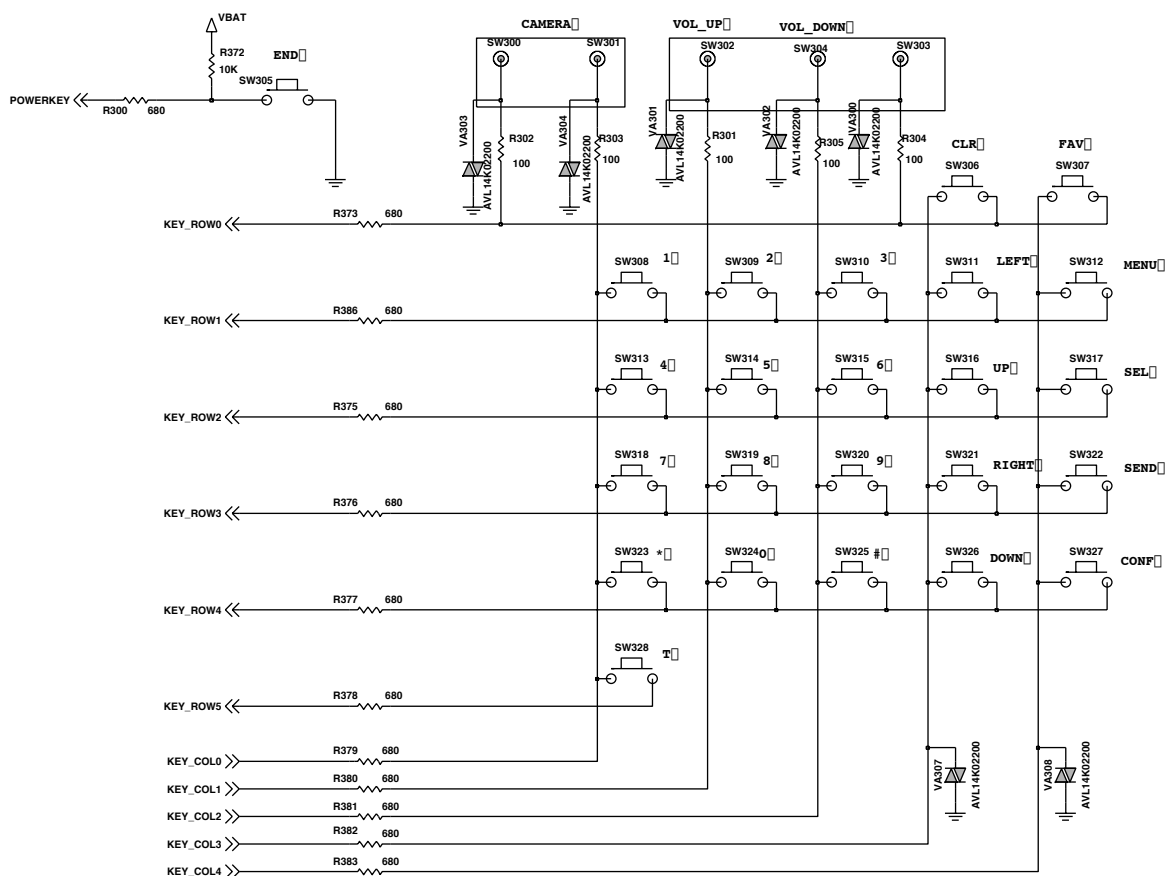 VBAT
CAMERA
VOL_UP
VOL_DOWN
SW300
SW301
SW302
SW304
SW303
R372
10K
END
SW305
POWERKEY
R300
680
VA303
AVL14K02200
R302
100
VA304
AVL14K02200
R303
100
VA301
AVL14K02200
R301
100
VA302
AVL14K02200
R305
100
VA300
AVL14K02200
R304
100
CLR
SW306
FAV
SW307
KEY_ROW0
R373
680
SW308
1
SW309
2
SW310
3
SW311
LEFT
SW312
MENU
KEY_ROW1
R386
680
SW313
4
SW314
5
SW315
6
SW316
UP
SW317
SEL
KEY_ROW2
R375
680
SW318
7
SW319
8
SW320
9
SW321
RIGHT
SW322
SEND
KEY_ROW3
R376
680
SW323
*
SW324
0
SW325
#
SW326
DOWN
SW327
CONF
KEY_ROW4
R377
680
SW328
T
KEY_ROW5
R378
680
KEY_COL0
R379
680
KEY_COL1
R380
680
KEY_COL2
R381
680
KEY_COL3
R382
680
KEY_COL4
R383
680
VA307
AVL14K02200
VA308
AVL14K02200